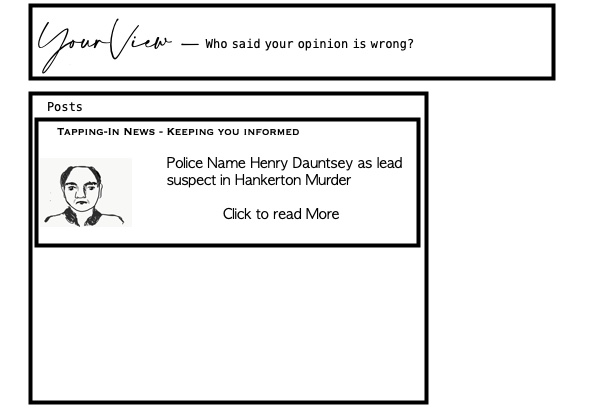 YourView — Who said your opinion is wrong?
Posts
Tapping-In News - Keeping you informed
Police Name Henry Dauntsey as lead
suspect in Hankerton Murder
Click to read More